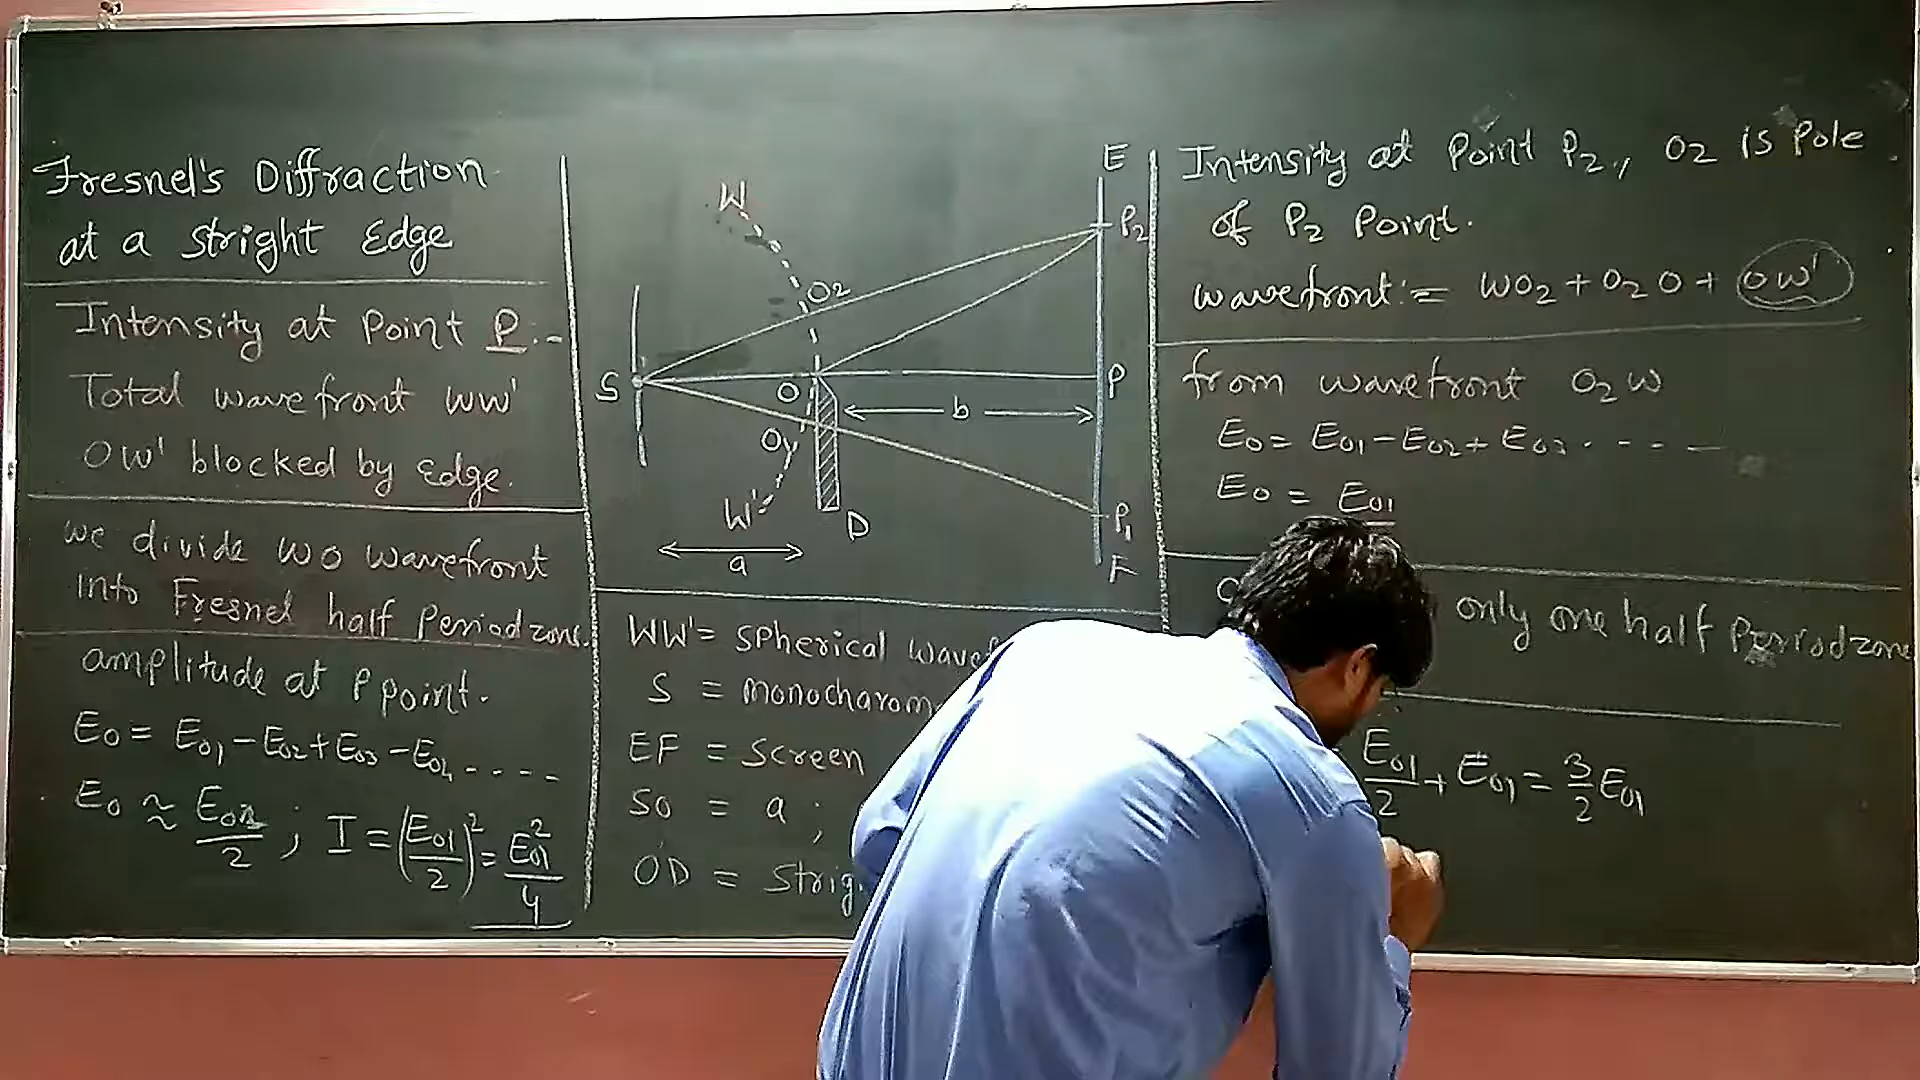 Fresnel's Diffraction
at a stright Edge
Intensity at Point P:-
Total wavefront WW'
OW' blocked by Edge.
we divide WO wavefront
into Fresnel half Period zone.
amplitude at P point.
E0 = E01 - E02 + E03 - E04 - - - -
E0 ≈ E01/2 ; I = (E01/2)² = E01²/4
W
E
P2
O2
S
O
P
b
W'
D
P1
a
F
WW' = Spherical
S =
EF = Screen
SO = a ;
OD =
Intensity at Point P2, O2 is Pole
of P2 Point.
wavefront := WO2 + O2O + OW'
from wavefront O2W
E0 = E01 - E02 + E03 . - - - -
E0 = E01
only one half Period zone
E01/2 + E01 = 3/2 E01